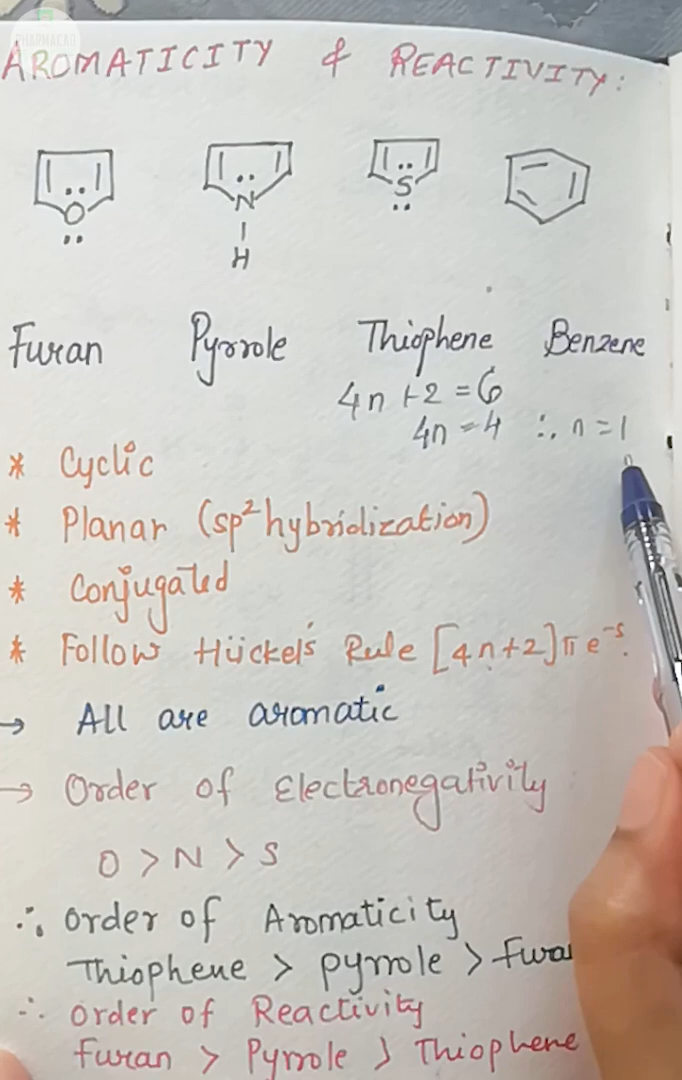 PHARMACAD
AROMATICITY & REACTIVITY:
O N S
H
Furan Pyrrole Thiophene Benzene
4n+2=6
4n=4 ∴ n=1
* Cyclic
* Planar (sp² hybridization)
* Conjugated
* Follow Hückel's Rule [4n+2]π e⁻s.
→ All are aromatic
→ Order of Electronegativity
O > N > S
∴ Order of Aromaticity
Thiophene > Pyrrole > Fura
∴ Order of Reactivity
Furan > Pyrrole > Thiophene